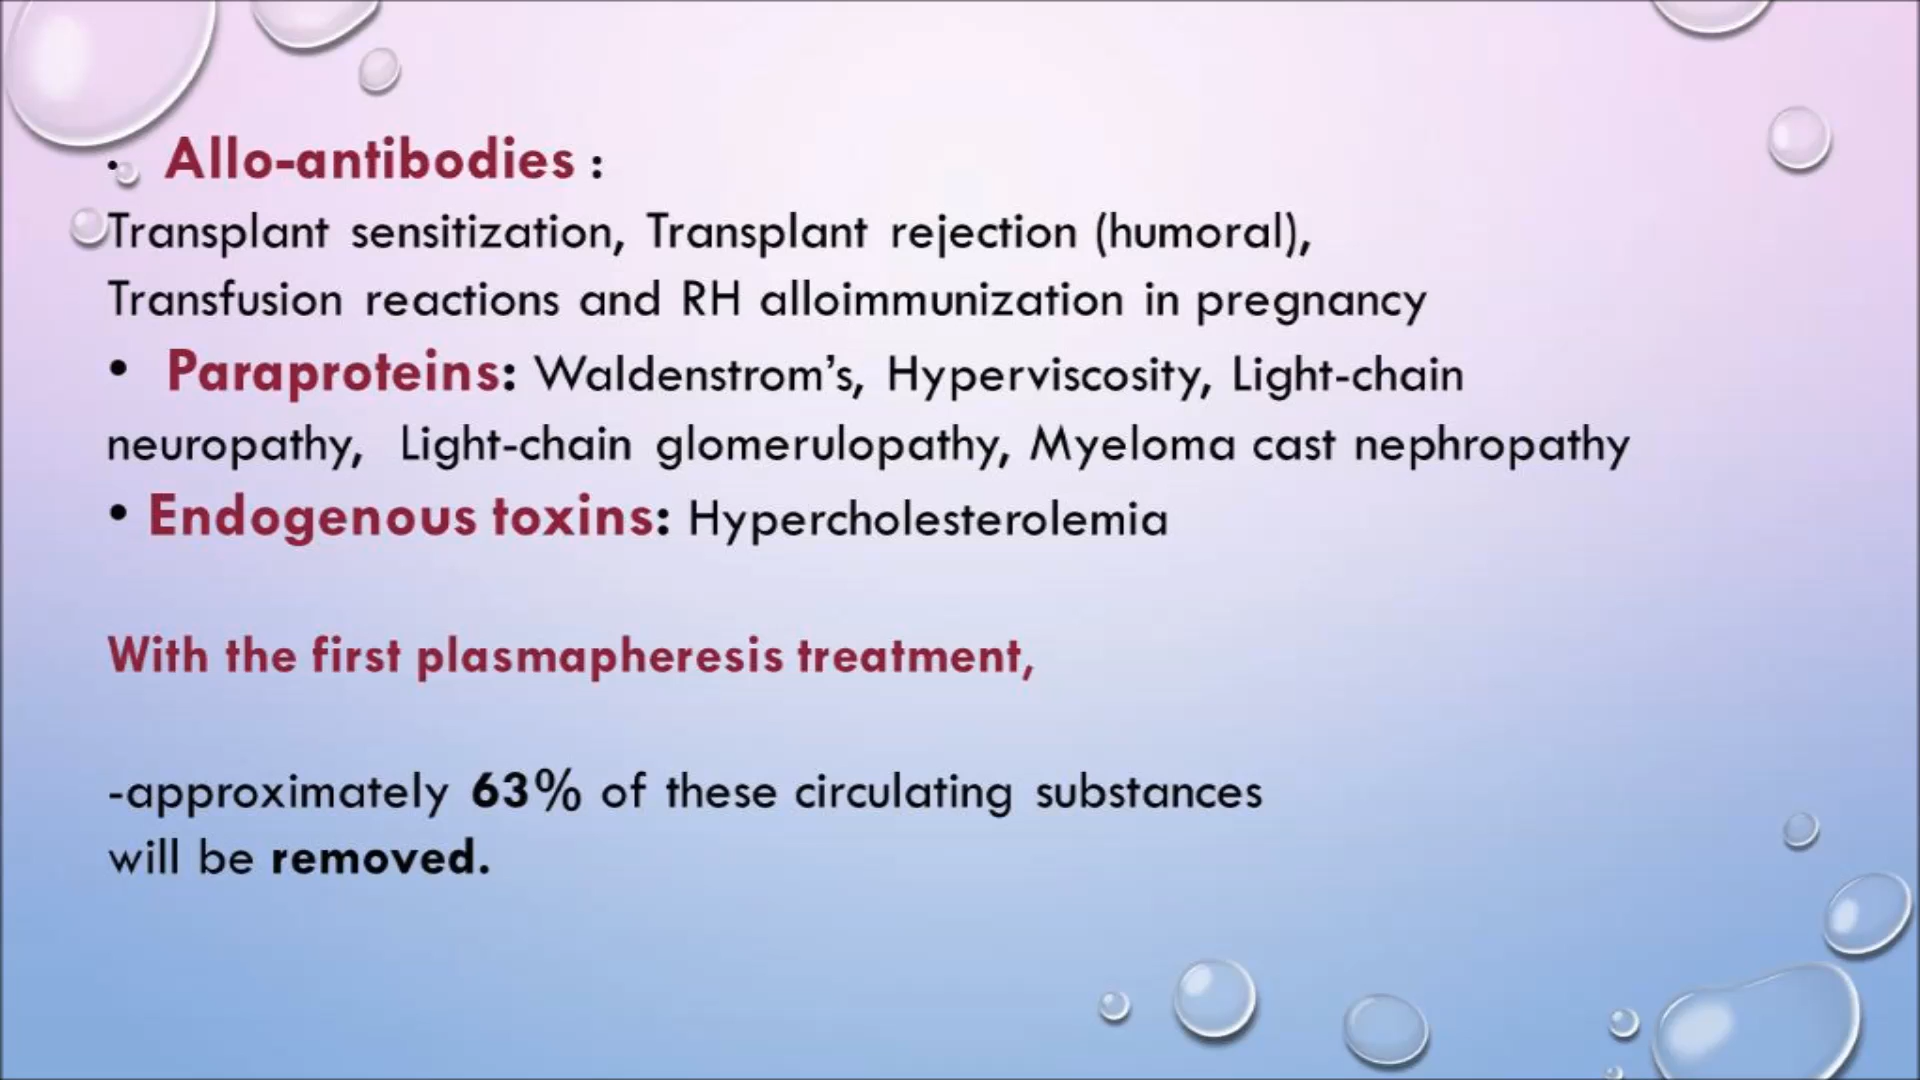 • Allo-antibodies :
Transplant sensitization, Transplant rejection (humoral),
Transfusion reactions and RH alloimmunization in pregnancy
• Paraproteins: Waldenstrom’s, Hyperviscosity, Light-chain
neuropathy, Light-chain glomerulopathy, Myeloma cast nephropathy
• Endogenous toxins: Hypercholesterolemia
With the first plasmapheresis treatment,
-approximately 63% of these circulating substances
will be removed.